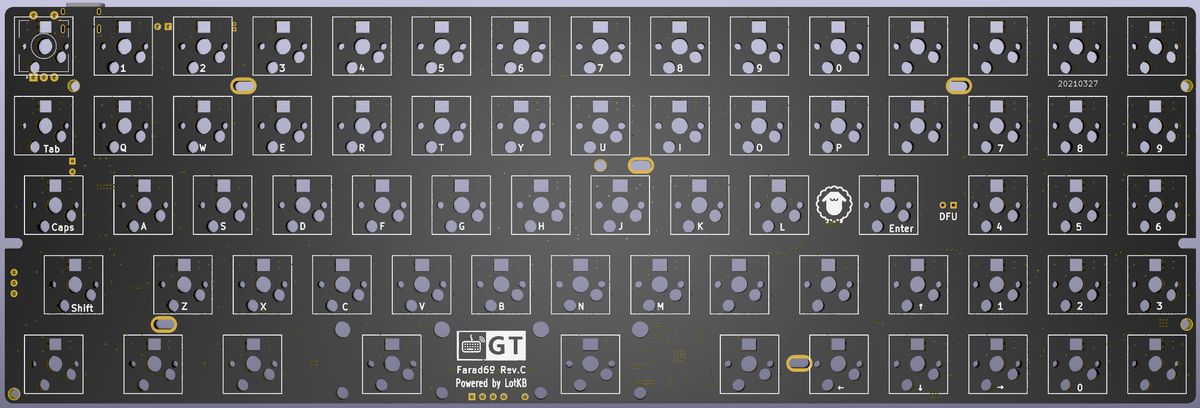 1 2 3 4 5 6 7 8 9 0
20210327
Tab Q W E R T Y U I O P 7 8 9
Caps A S D F G H J K L Enter 4 5 6
DFU
Shift Z X C V B N M ↑ 1 2 3
GT
Farad69 Rev.C
Powered by LotKB
← ↓ → 0